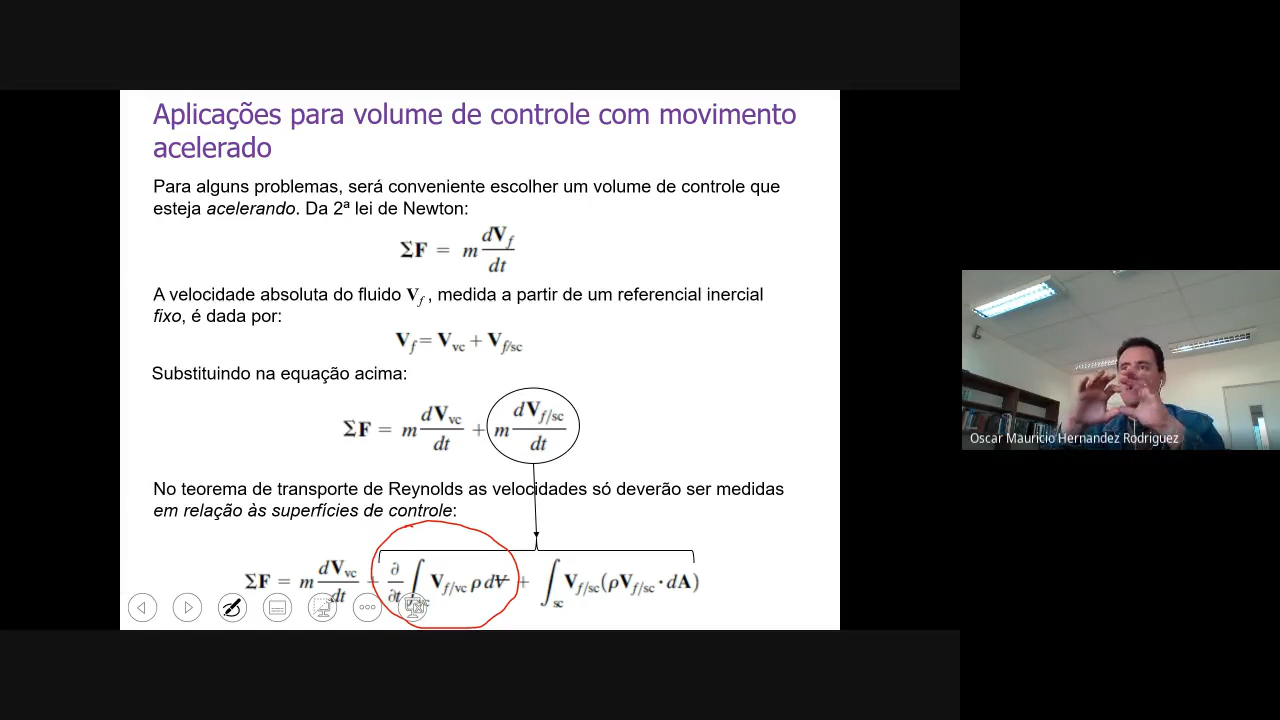 Aplicações para volume de controle com movimento
acelerado
Para alguns problemas, será conveniente escolher um volume de controle que
esteja acelerando. Da 2ª lei de Newton:
ΣF = m dV_f/dt
A velocidade absoluta do fluido V_f , medida a partir de um referencial inercial
fixo, é dada por:
V_f = V_vc + V_f/sc
Substituindo na equação acima:
ΣF = m dV_vc/dt + m dV_f/sc/dt
No teorema de transporte de Reynolds as velocidades só deverão ser medidas
em relação às superfícies de controle:
ΣF = m dV_vc/dt + ∂/∂t ∫ V_f/vc ρ dV + ∫_sc V_f/sc (ρV_f/sc · dA)
Oscar Mauricio Hernandez Rodriguez